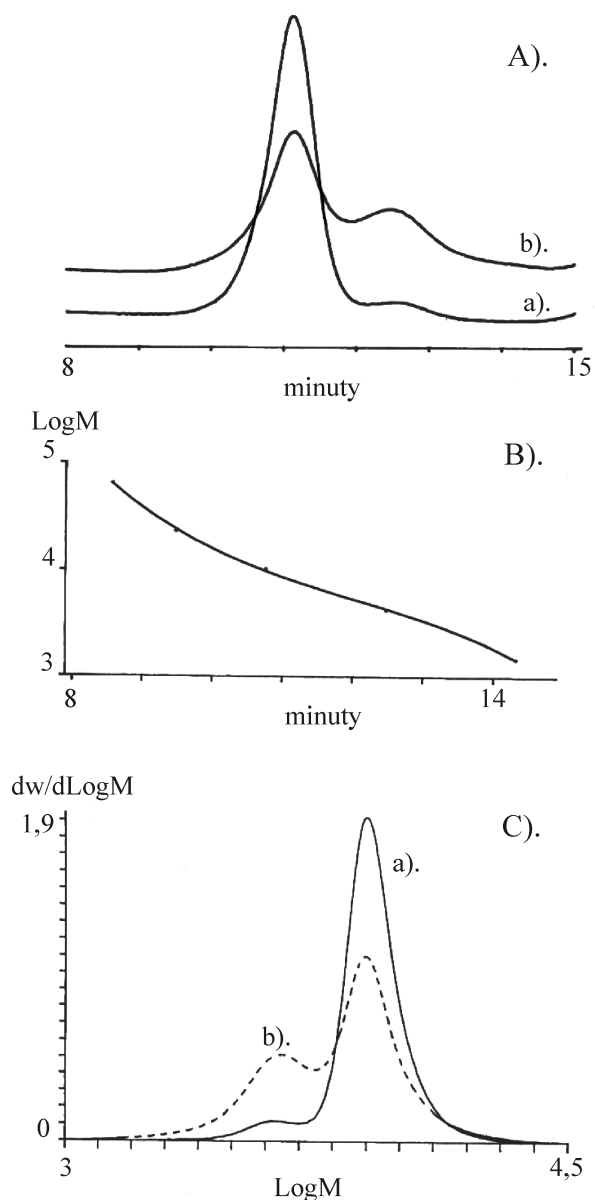 A).
b).
a).
8 15
minuty
LogM
5
B).
4
3
8 14
minuty
dw/dLogM
1,9
C).
a).
b).
0
3 4,5
LogM